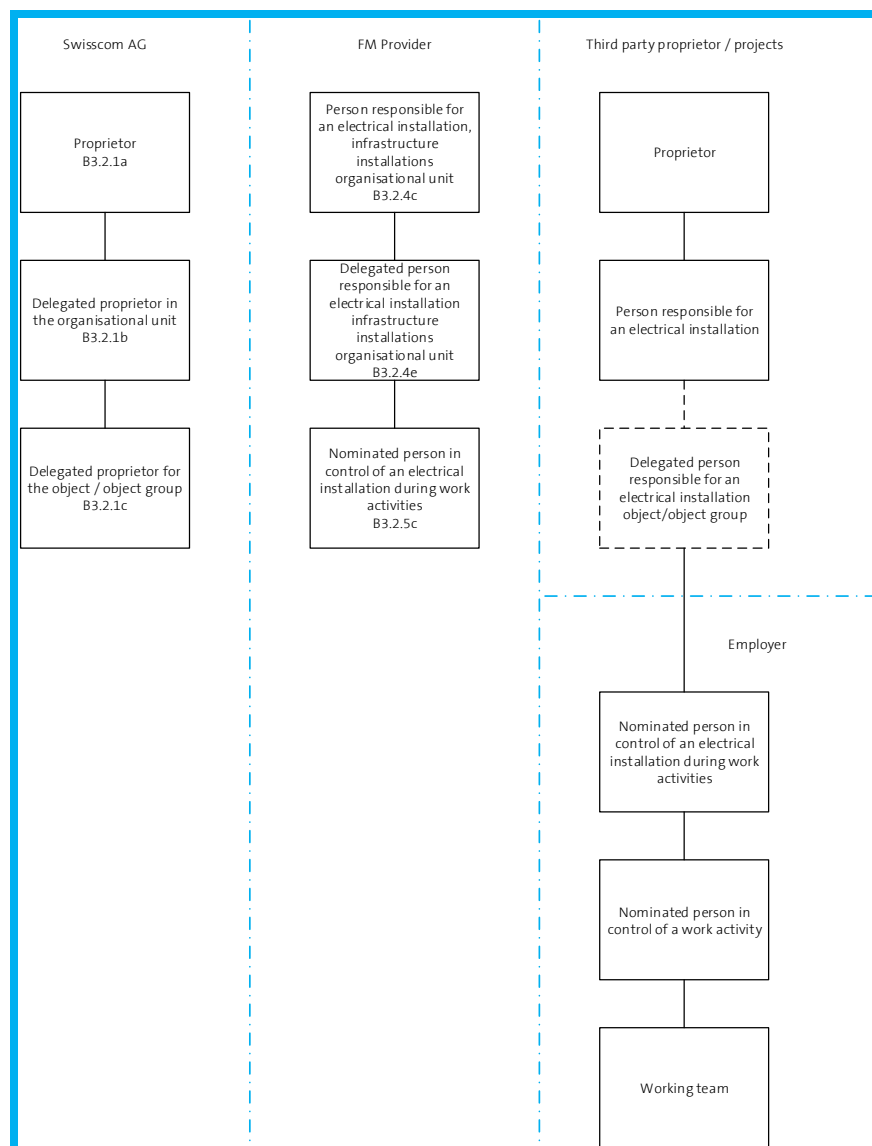 Swisscom AG
FM Provider
Third party proprietor / projects
Proprietor
B3.2.1a
Delegated proprietor in
the organisational unit
B3.2.1b
Delegated proprietor for
the object / object group
B3.2.1c
Person responsible for
an electrical installation,
infrastructure
installations
organisational unit
B3.2.4c
Delegated person
responsible for an
electrical installation
infrastructure
installations
organisational unit
B3.2.4e
Nominated person in
control of an electrical
installation during work
activities
B3.2.5c
Proprietor
Person responsible for
an electrical installation
Delegated person
responsible for an
electrical installation
object/object group
Employer
Nominated person in
control of an electrical
installation during work
activities
Nominated person in
control of a work activity
Working team